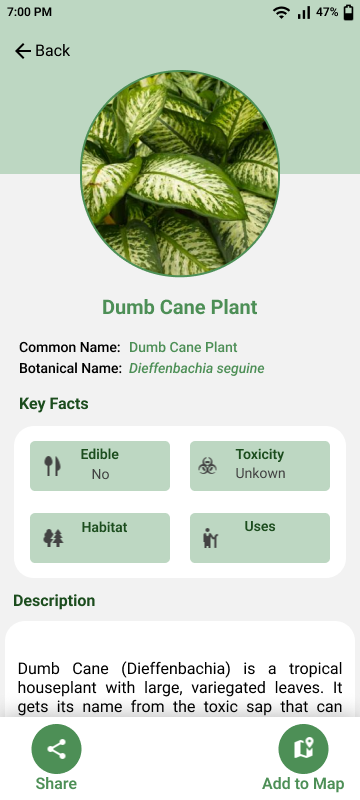 7:00 PM 47%
Back
Dumb Cane Plant
Common Name: Dumb Cane Plant
Botanical Name: Dieffenbachia seguine
Key Facts
Edible
No
Toxicity
Unkown
Habitat
Uses
Description
Dumb Cane (Dieffenbachia) is a tropical
houseplant with large, variegated leaves. It
gets its name from the toxic sap that can
Share
Add to Map